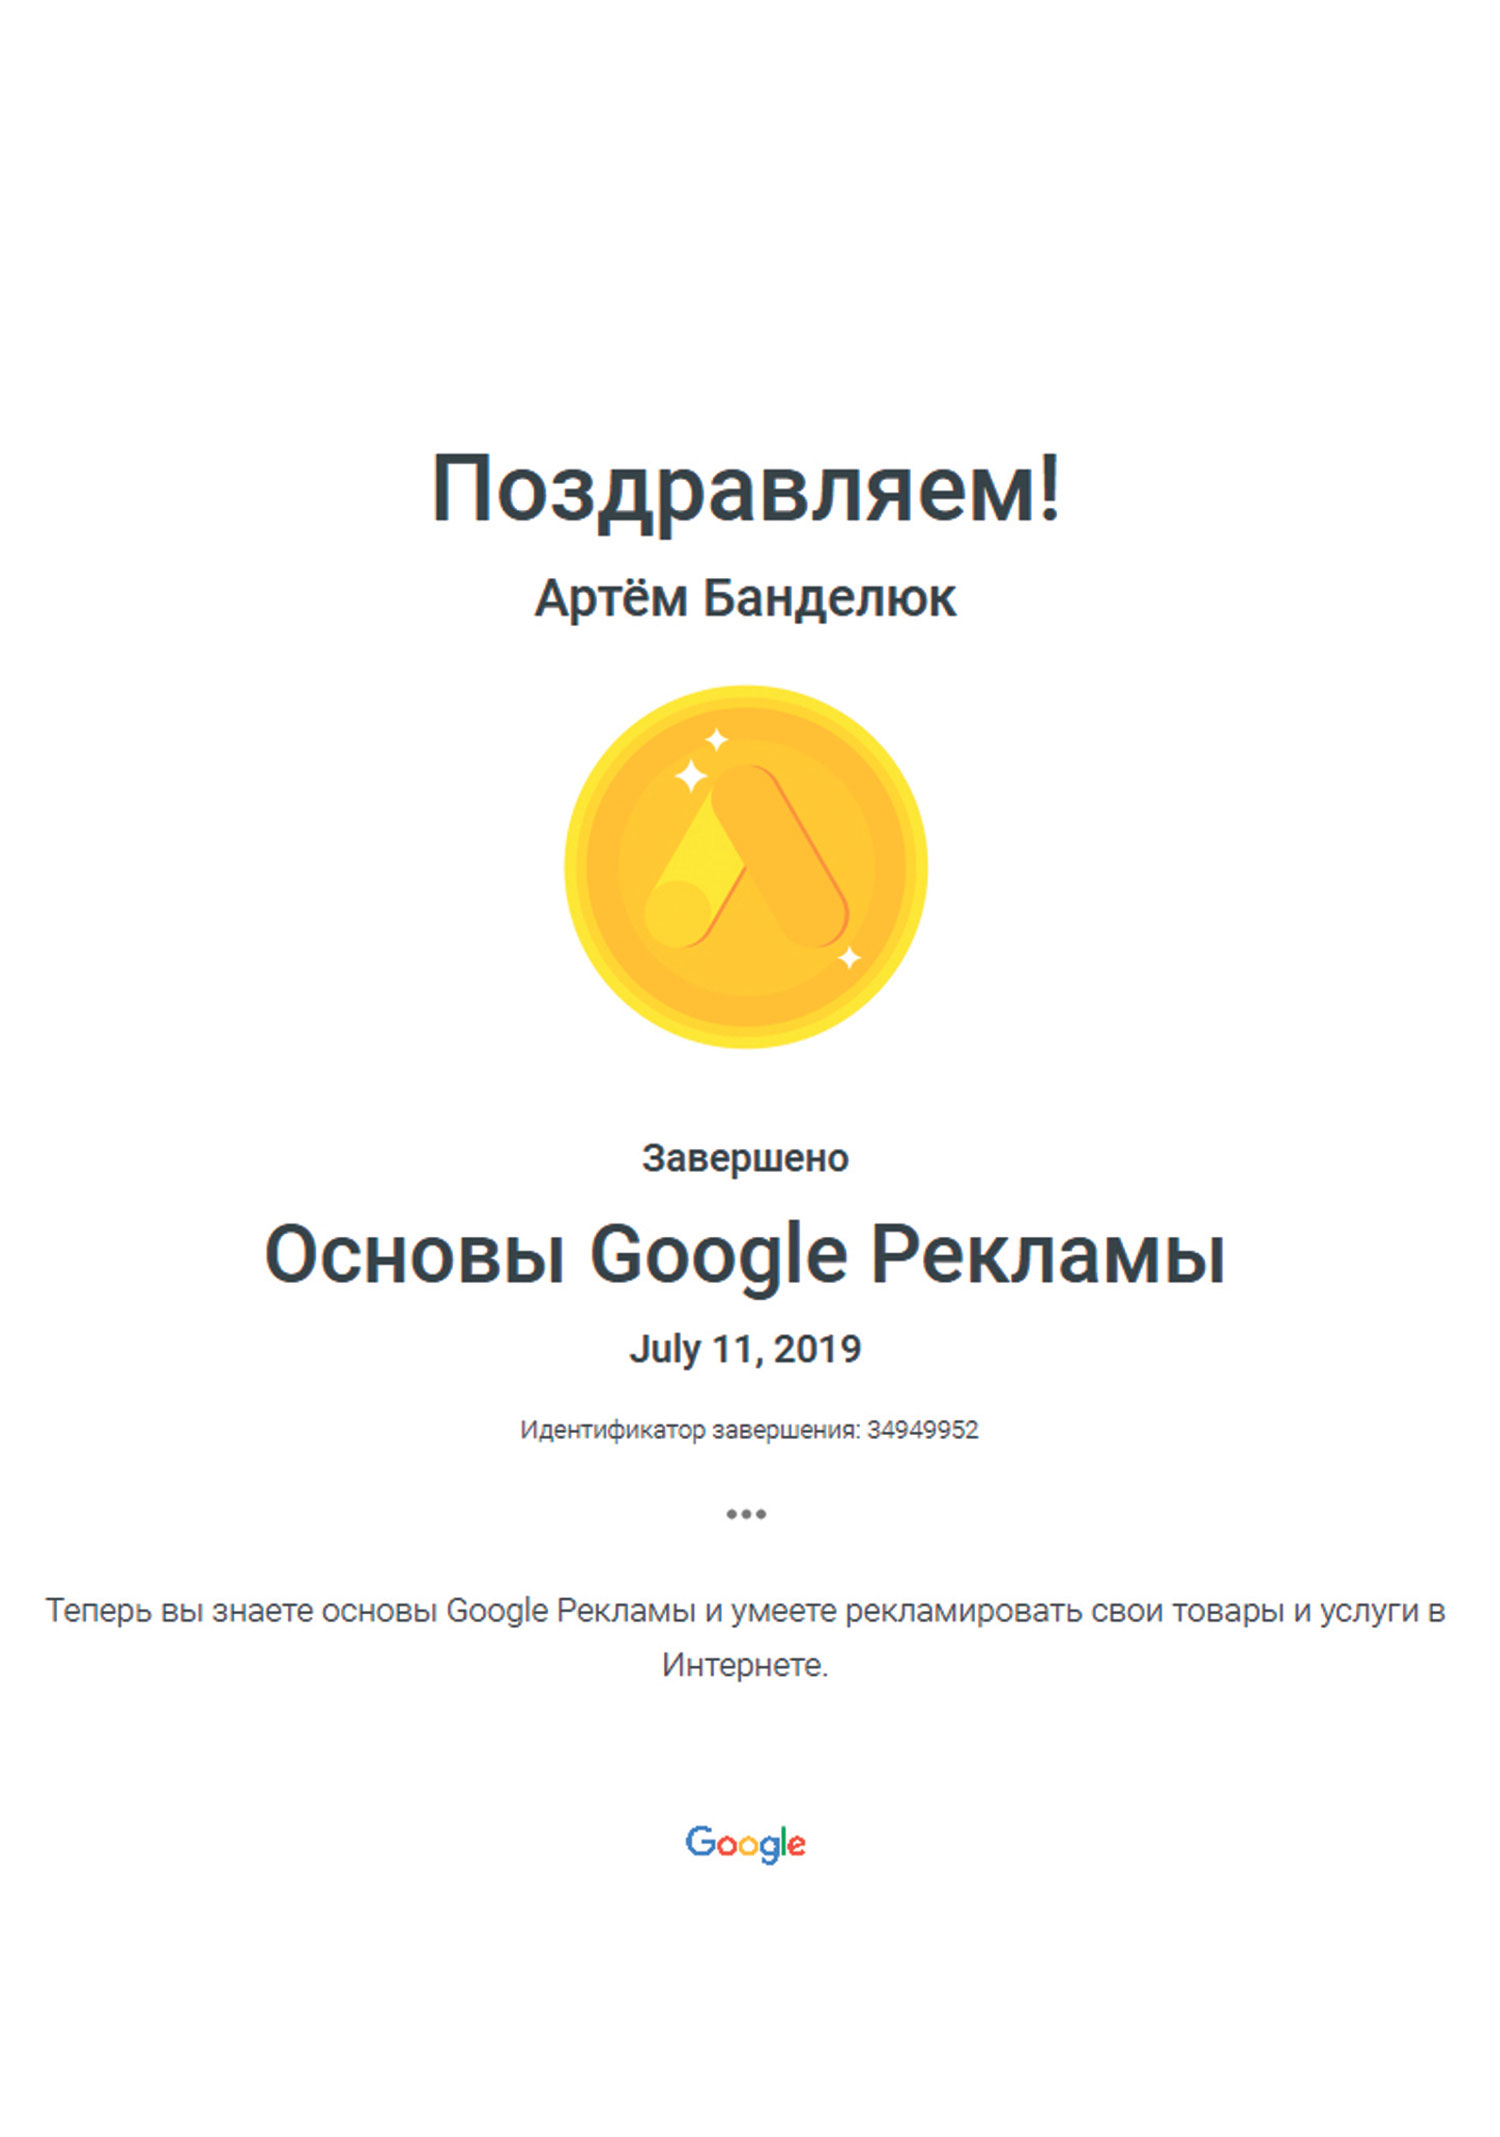 Поздравляем!
Артём Банделюк
Завершено
Основы Google Рекламы
July 11, 2019
Идентификатор завершения: 34949952
•••
Теперь вы знаете основы Google Рекламы и умеете рекламировать свои товары и услуги в
Интернете.
Google